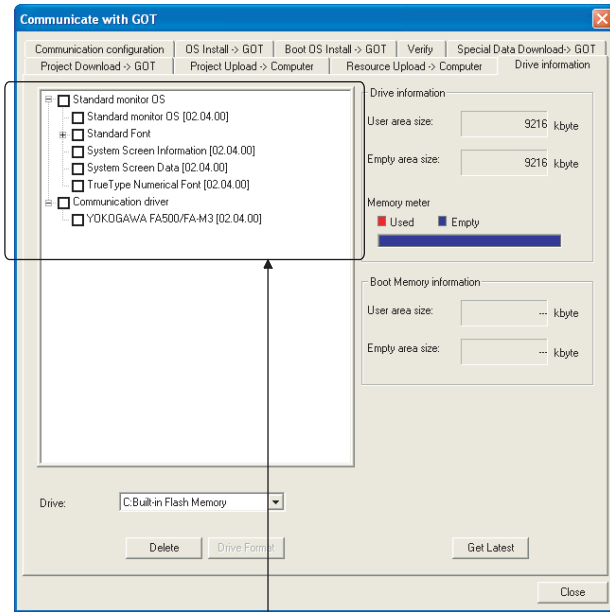 Communicate with GOT
Communication configuration
OS Install -> GOT
Boot OS Install -> GOT
Verify
Special Data Download-> GOT
Project Download -> GOT
Project Upload -> Computer
Resource Upload -> Computer
Drive information
Standard monitor OS
Standard monitor OS [02.04.00]
Standard Font
System Screen Information [02.04.00]
System Screen Data [02.04.00]
TrueType Numerical Font [02.04.00]
Communication driver
YOKOGAWA FA500/FA-M3 [02.04.00]
Drive information
User area size: 9216 kbyte
Empty area size: 9216 kbyte
Memory meter
Used Empty
Boot Memory information
User area size: --- kbyte
Empty area size: --- kbyte
Drive: C:Built-in Flash Memory
Delete
Drive Format
Get Latest
Close